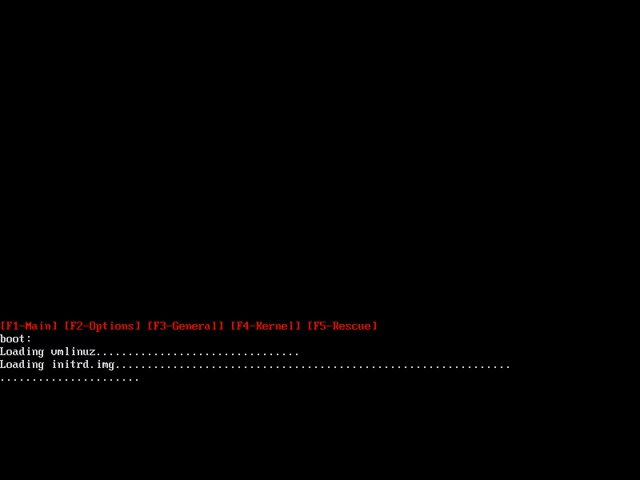 [F1-Main] [F2-Options] [F3-General] [F4-Kernel] [F5-Rescue]
boot:
Loading vmlinuz................................
Loading initrd.img..............................................................
......................